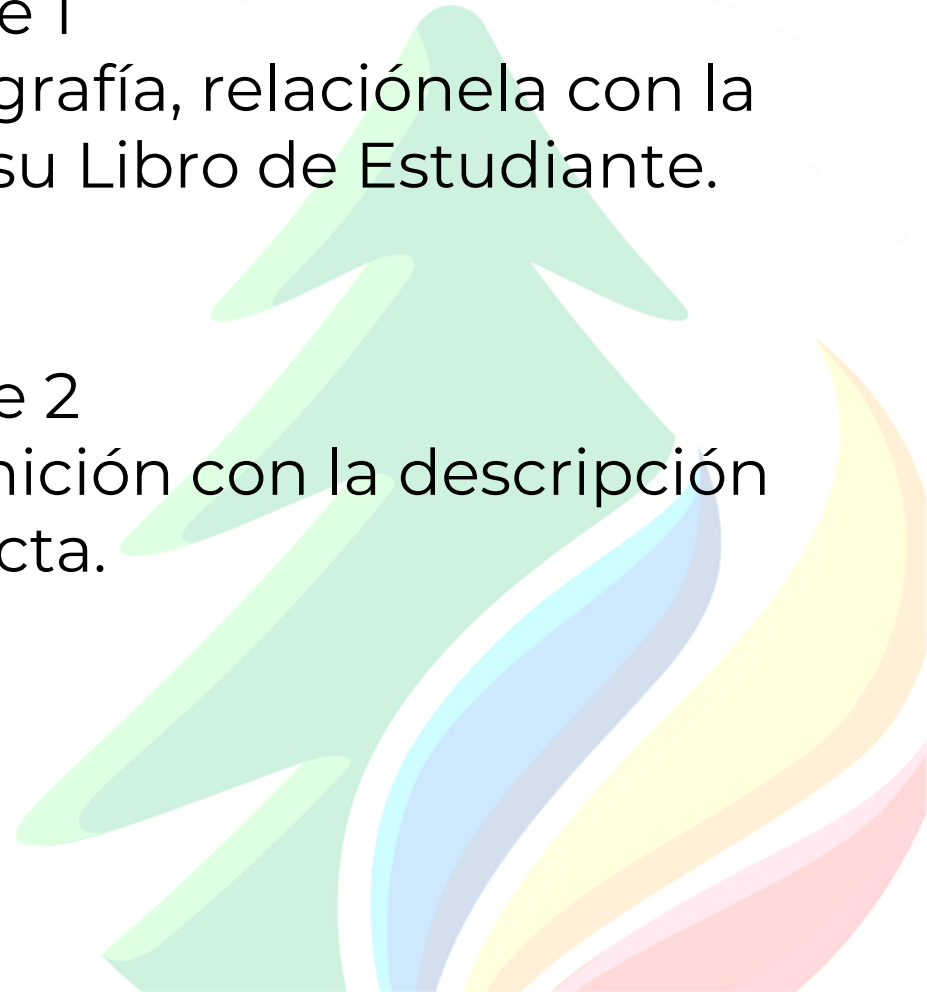 e 1
grafía, relaciónela con la
su Libro de Estudiante.
e 2
nición con la descripción
cta.